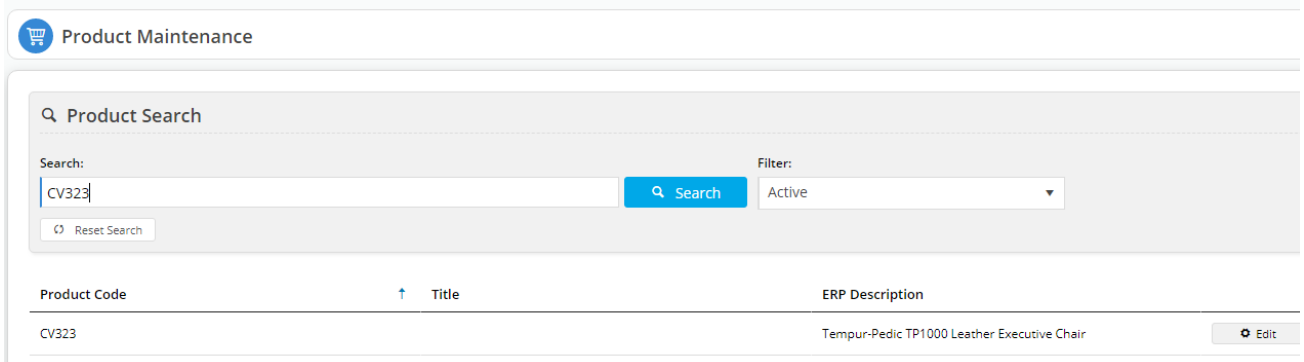 Product Maintenance
Product Search
Search:
Filter:
CV323
Search
Active
Reset Search
Product Code
Title
ERP Description
CV323
Tempur-Pedic TP1000 Leather Executive Chair
Edit